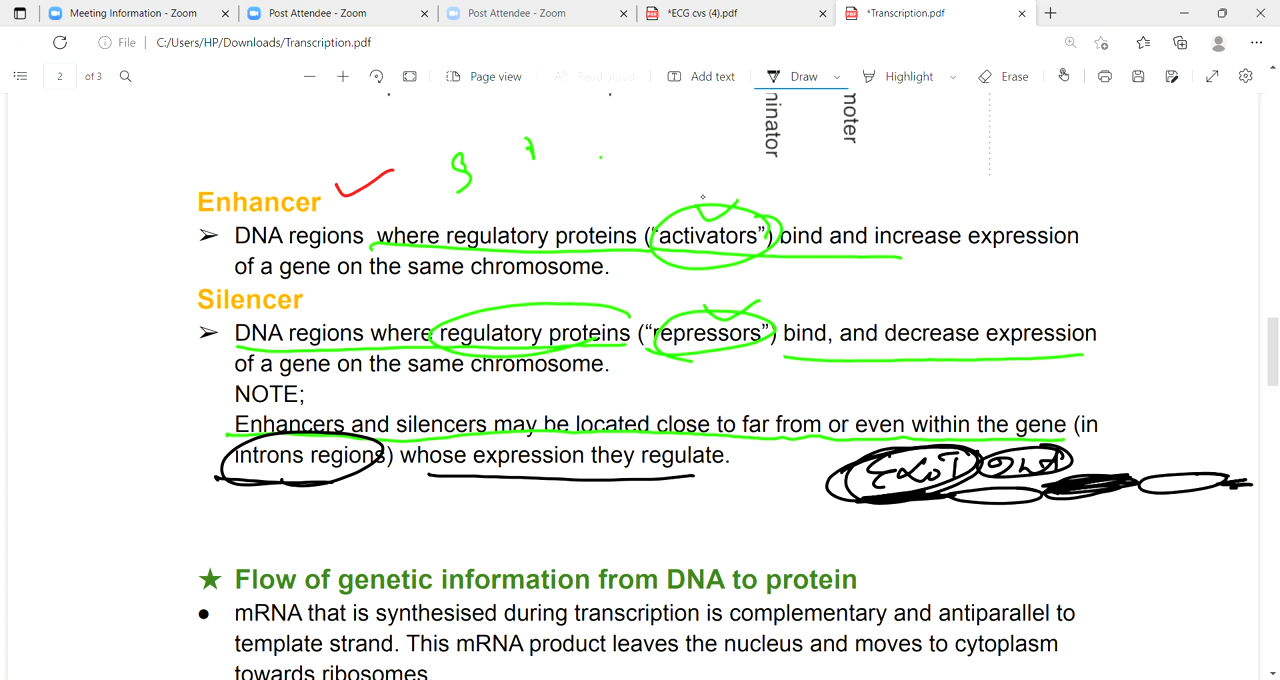 Meeting Information - Zoom
Post Attendee - Zoom
Post Attendee - Zoom
*ECG cvs (4).pdf
*Transcription.pdf
File
C:/Users/HP/Downloads/Transcription.pdf
2 of 3
Page view
Read aloud
Add text
Draw
Highlight
Erase
minator
moter
Enhancer
➢ DNA regions where regulatory proteins (“activators”) bind and increase expression
of a gene on the same chromosome.
Silencer
➢ DNA regions where regulatory proteins (“repressors”) bind, and decrease expression
of a gene on the same chromosome.
NOTE;
Enhancers and silencers may be located close to far from or even within the gene (in
introns regions) whose expression they regulate.
★ Flow of genetic information from DNA to protein
● mRNA that is synthesised during transcription is complementary and antiparallel to
template strand. This mRNA product leaves the nucleus and moves to cytoplasm
towards ribosomes